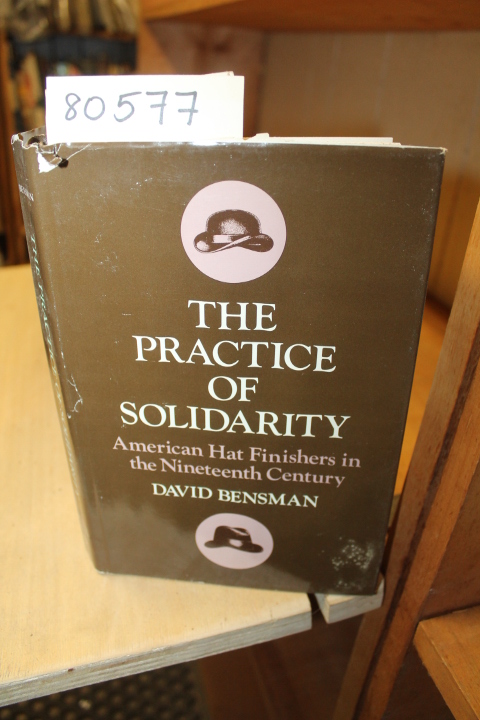 80577
THE
PRACTICE
OF
SOLIDARITY
American Hat Finishers in
the Nineteenth Century
DAVID BENSMAN